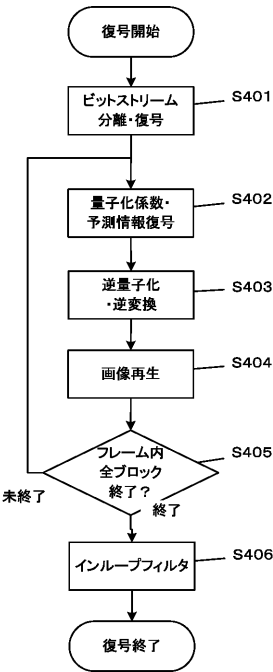 復号開始
ビットストリーム
分離・復号
S401
量子化係数・
予測情報復号
S402
逆量子化
・逆変換
S403
画像再生
S404
フレーム内
全ブロック
終了?
S405
未終了
終了
インループフィルタ
S406
復号終了